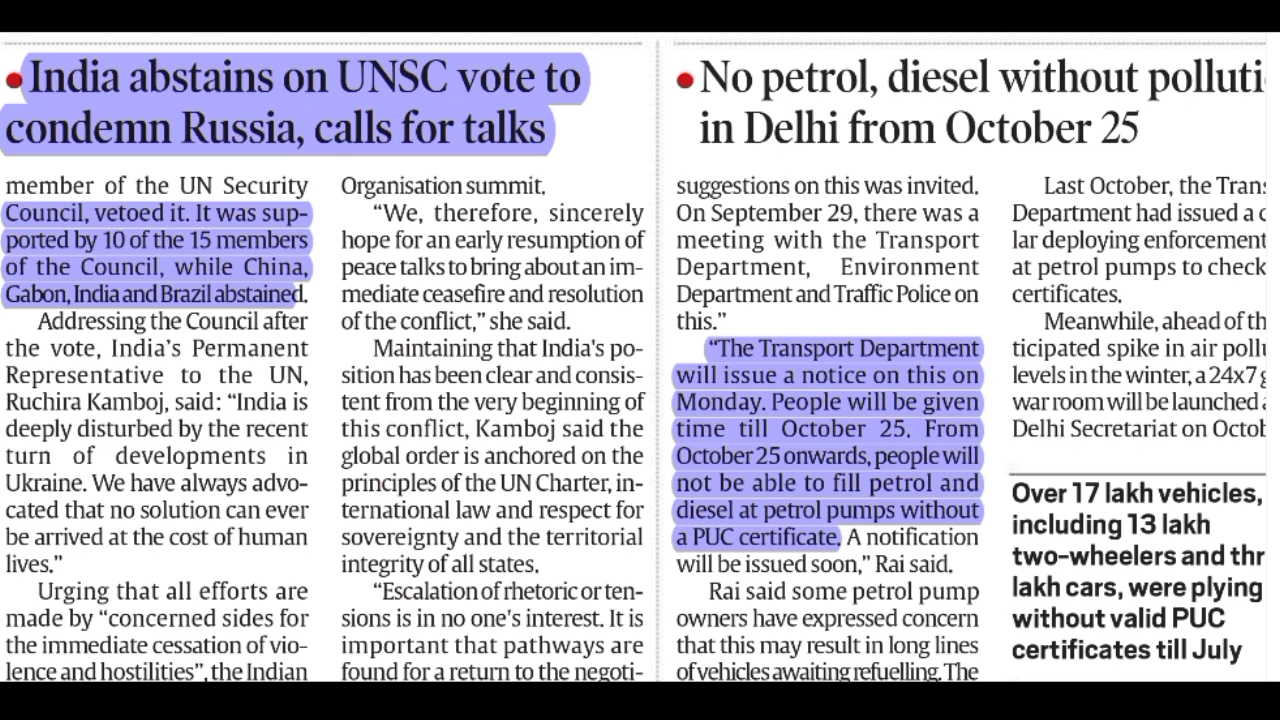 India abstains on UNSC vote to
condemn Russia, calls for talks
member of the UN Security
Council, vetoed it. It was sup-
ported by 10 of the 15 members
of the Council, while China,
Gabon, India and Brazil abstained.
Addressing the Council after
the vote, India's Permanent
Representative to the UN,
Ruchira Kamboj, said: "India is
deeply disturbed by the recent
turn of developments in
Ukraine. We have always advo-
cated that no solution can ever
be arrived at the cost of human
lives."
Urging that all efforts are
made by "concerned sides for
the immediate cessation of vio-
lence and hostilities", the Indian
Organisation summit.
"We, therefore, sincerely
hope for an early resumption of
peace talks to bring about an im-
mediate ceasefire and resolution
of the conflict," she said.
Maintaining that India's po-
sition has been clear and consis-
tent from the very beginning of
this conflict, Kamboj said the
global order is anchored on the
principles of the UN Charter, in-
ternational law and respect for
sovereignty and the territorial
integrity of all states.
"Escalation of rhetoric or ten-
sions is in no one's interest. It is
important that pathways are
found for a return to the negoti-
No petrol, diesel without polluti
in Delhi from October 25
suggestions on this was invited.
On September 29, there was a
meeting with the Transport
Department, Environment
Department and Traffic Police on
this."
"The Transport Department
will issue a notice on this on
Monday. People will be given
time till October 25. From
October 25 onwards, people will
not be able to fill petrol and
diesel at petrol pumps without
a PUC certificate. A notification
will be issued soon," Rai said.
Rai said some petrol pump
owners have expressed concern
that this may result in long lines
of vehicles awaiting refuelling. The
Last October, the Trans
Department had issued a c
lar deploying enforcement
at petrol pumps to check
certificates.
Meanwhile, ahead of th
ticipated spike in air pollu
levels in the winter, a 24x7 g
war room will be launched a
Delhi Secretariat on Octob
Over 17 lakh vehicles,
including 13 lakh
two-wheelers and thr
lakh cars, were plying
without valid PUC
certificates till July